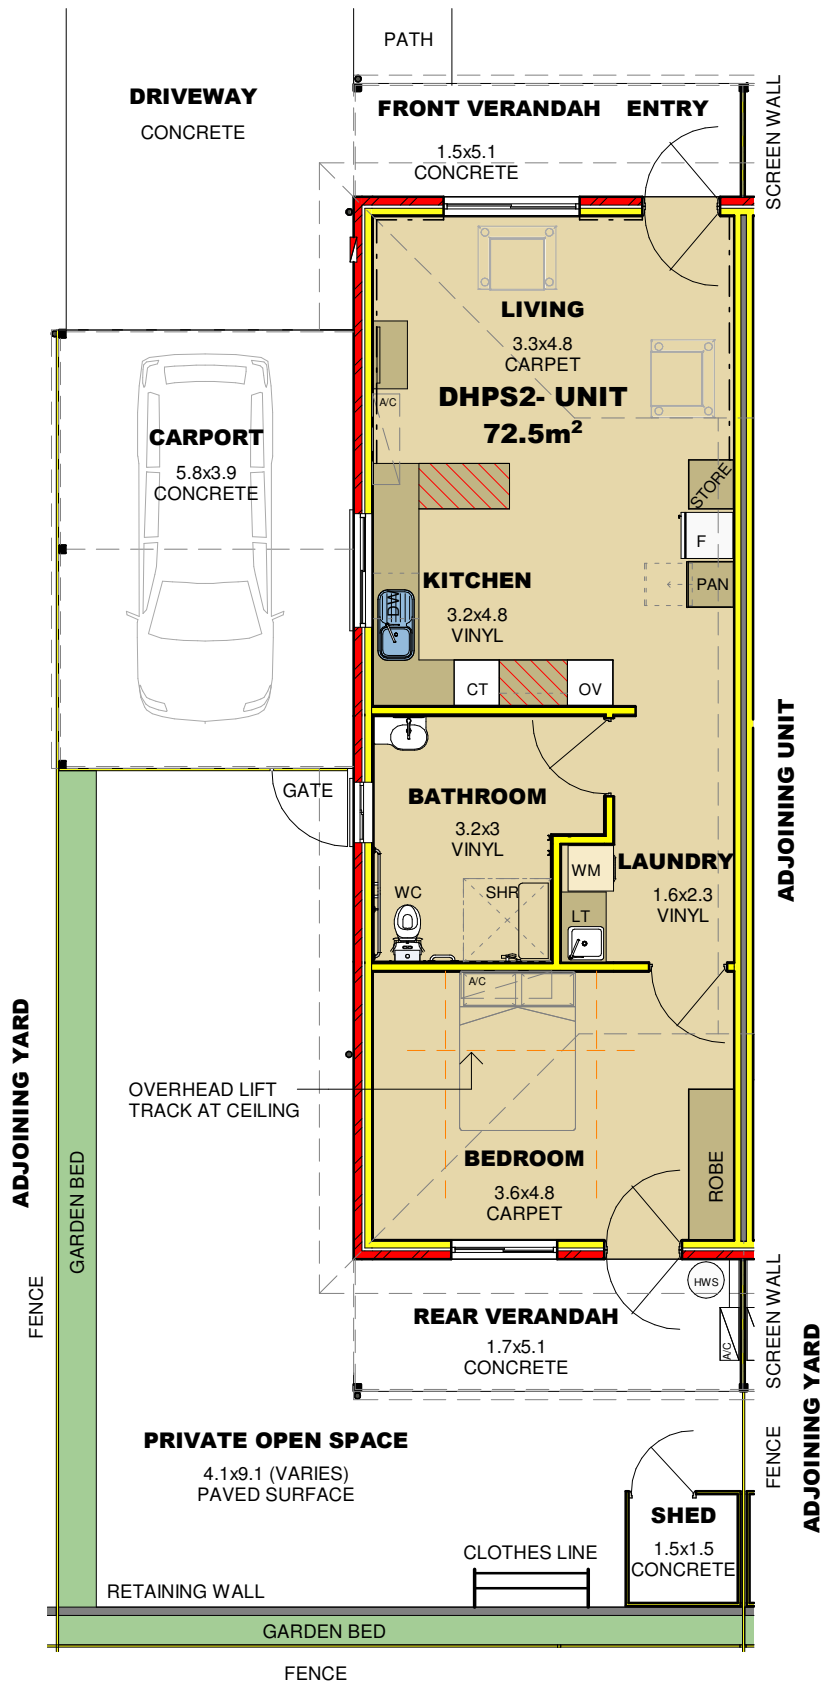 PATH
DRIVEWAY
CONCRETE
FRONT VERANDAH ENTRY
1.5x5.1
CONCRETE
SCREEN WALL
LIVING
3.3x4.8
CARPET
A/C
DHPS2- UNIT
72.5m²
CARPORT
5.8x3.9
CONCRETE
STORE
F
PAN
KITCHEN
3.2x4.8
VINYL
DW
CT
OV
ADJOINING UNIT
GATE
BATHROOM
3.2x3
VINYL
WC
SHR
WM
LAUNDRY
1.6x2.3
VINYL
LT
A/C
ADJOINING YARD
OVERHEAD LIFT
TRACK AT CEILING
BEDROOM
3.6x4.8
CARPET
ROBE
GARDEN BED
FENCE
HWS
A/C
SCREEN WALL
REAR VERANDAH
1.7x5.1
CONCRETE
ADJOINING YARD
FENCE
PRIVATE OPEN SPACE
4.1x9.1 (VARIES)
PAVED SURFACE
SHED
1.5x1.5
CONCRETE
CLOTHES LINE
RETAINING WALL
GARDEN BED
FENCE